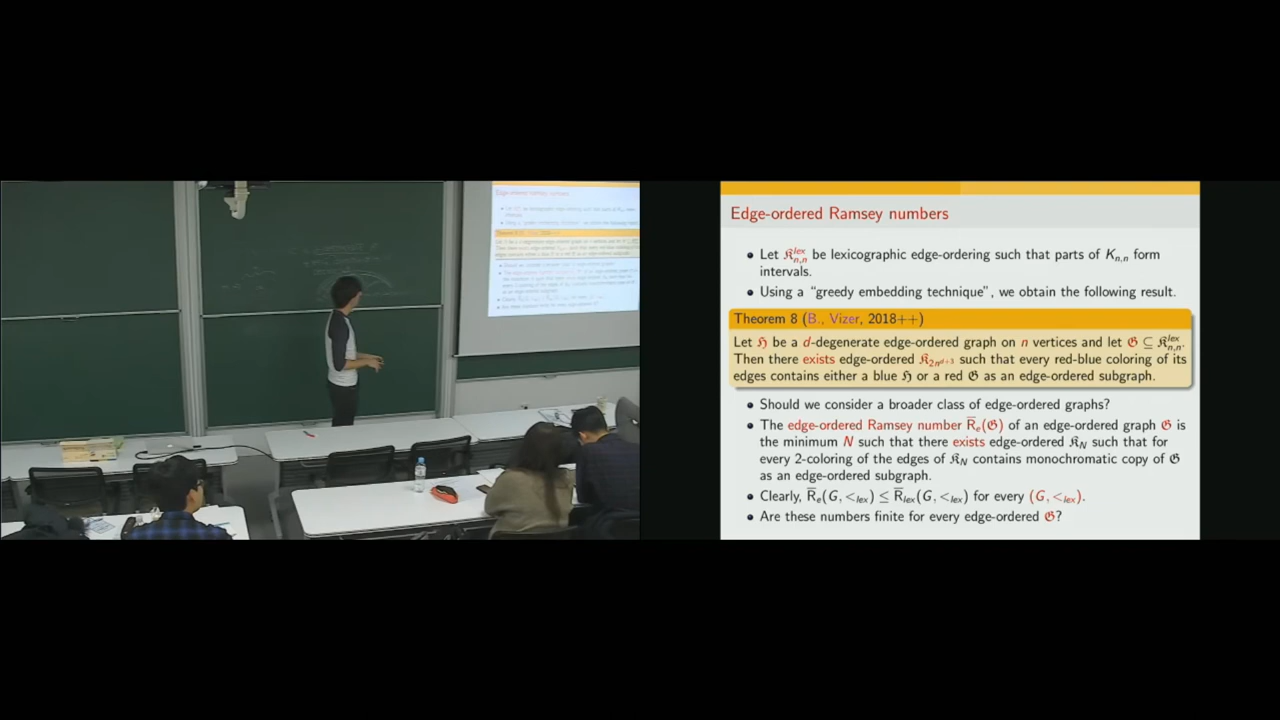 Edge-ordered Ramsey numbers
• Let 𝔎ˡᵉˣₙ,ₙ be lexicographic edge-ordering such that parts of Kₙ,ₙ form
intervals.
• Using a “greedy embedding technique”, we obtain the following result.
Theorem 8 (B., Vizer, 2018++)
Let ℌ be a d-degenerate edge-ordered graph on n vertices and let 𝔊 ⊆ 𝔎ˡᵉˣₙ,ₙ.
Then there exists edge-ordered 𝔎_{2n^{d+3}} such that every red-blue coloring of its
edges contains either a blue ℌ or a red 𝔊 as an edge-ordered subgraph.
• Should we consider a broader class of edge-ordered graphs?
• The edge-ordered Ramsey number R̅ₑ(𝔊) of an edge-ordered graph 𝔊 is
the minimum N such that there exists edge-ordered 𝔎_N such that for
every 2-coloring of the edges of 𝔎_N contains monochromatic copy of 𝔊
as an edge-ordered subgraph.
• Clearly, R̅ₑ(G, <_{lex}) ≤ R̅_{lex}(G, <_{lex}) for every (G, <_{lex}).
• Are these numbers finite for every edge-ordered 𝔊?